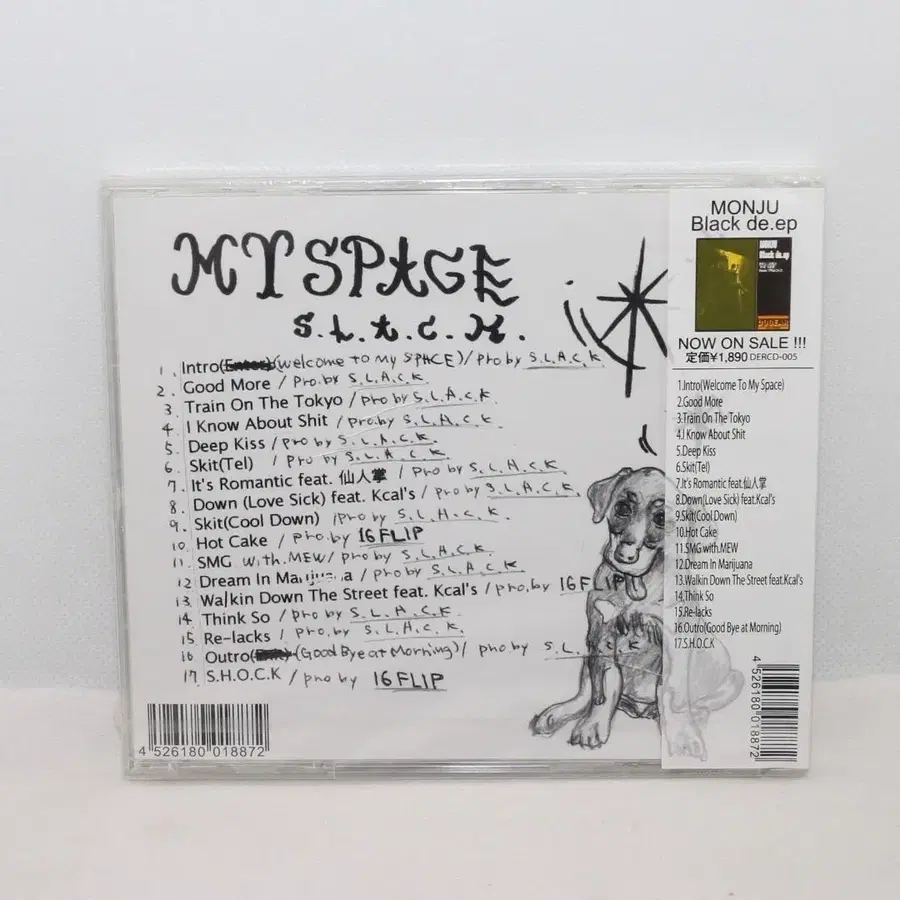 MY SPACE
S.L.A.C.K.
1. Intro(Enter)(Welcome To My SPACE) / Pro by S.L.A.C.K
2. Good More / Pro.by S.L.A.C.K.
3. Train On The Tokyo / pro by S.L.A.C.K.
4. I Know About Shit / pro.by S.L.A.C.K.
5. Deep Kiss / pro by S.L.A.C.K.
6. Skit(Tel) / Pro by S.L.A.C.K.
7. It's Romantic feat. 仙人掌 / Pro by S.L.A.C.K.
8. Down (Love Sick) feat. Kcal's / pro by S.L.A.C.K.
9. Skit(Cool Down) / Pro by S.L.A.C.K.
10. Hot Cake / pro by 16FLIP
11. SMG with.MEW / pro by S.L.A.C.K.
12 Dream In Marijuana / pro by S.L.A.C.K.
13 Walkin Down The Street feat. Kcal's / pro.by 16FLIP
14 Think So / pro by S.L.A.C.K.
15 Re-lacks / pro.by S.L.A.C.K.
16 Outro (Good Bye at Morning) / pro by S.L.A.C.K
17 S.H.O.C.K / pro by 16FLIP
4 526180 018872
MONJU
Black de.ep
MONJU
Black de.ep
NOW ON SALE !!!
定価¥1,890 DERCD-005
1.Intro(Welcome To My Space)
2.Good More
3.Train On The Tokyo
4.I Know About Shit
5.Deep Kiss
6.Skit(Tel)
7.It's Romantic feat.仙人掌
8.Down(Love Sick) feat.Kcal's
9.Skit(Cool Down)
10.Hot Cake
11.SMG with.MEW
12.Dream In Marijuana
13.Walkin Down The Street feat.Kcal's
14.Think So
15.Re-lacks
16.Outro(Good Bye at Morning)
17.S.H.O.C.K
4 526180 018872